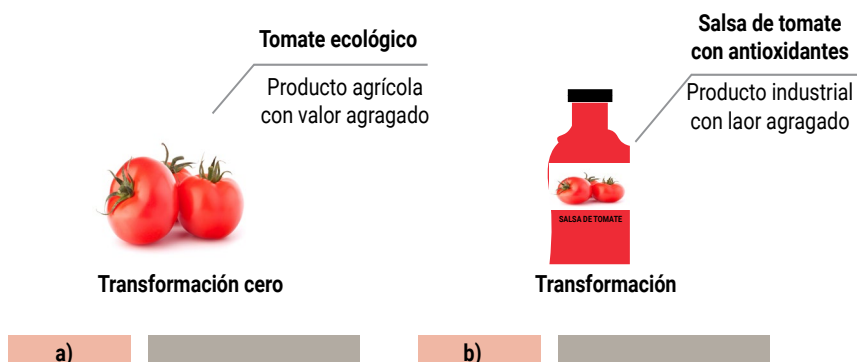 Tomate ecológico
Producto agrícola
con valor agragado
Transformación cero
Salsa de tomate
con antioxidantes
Producto industrial
con laor agragado
SALSA DE TOMATE
Transformación
a)
b)